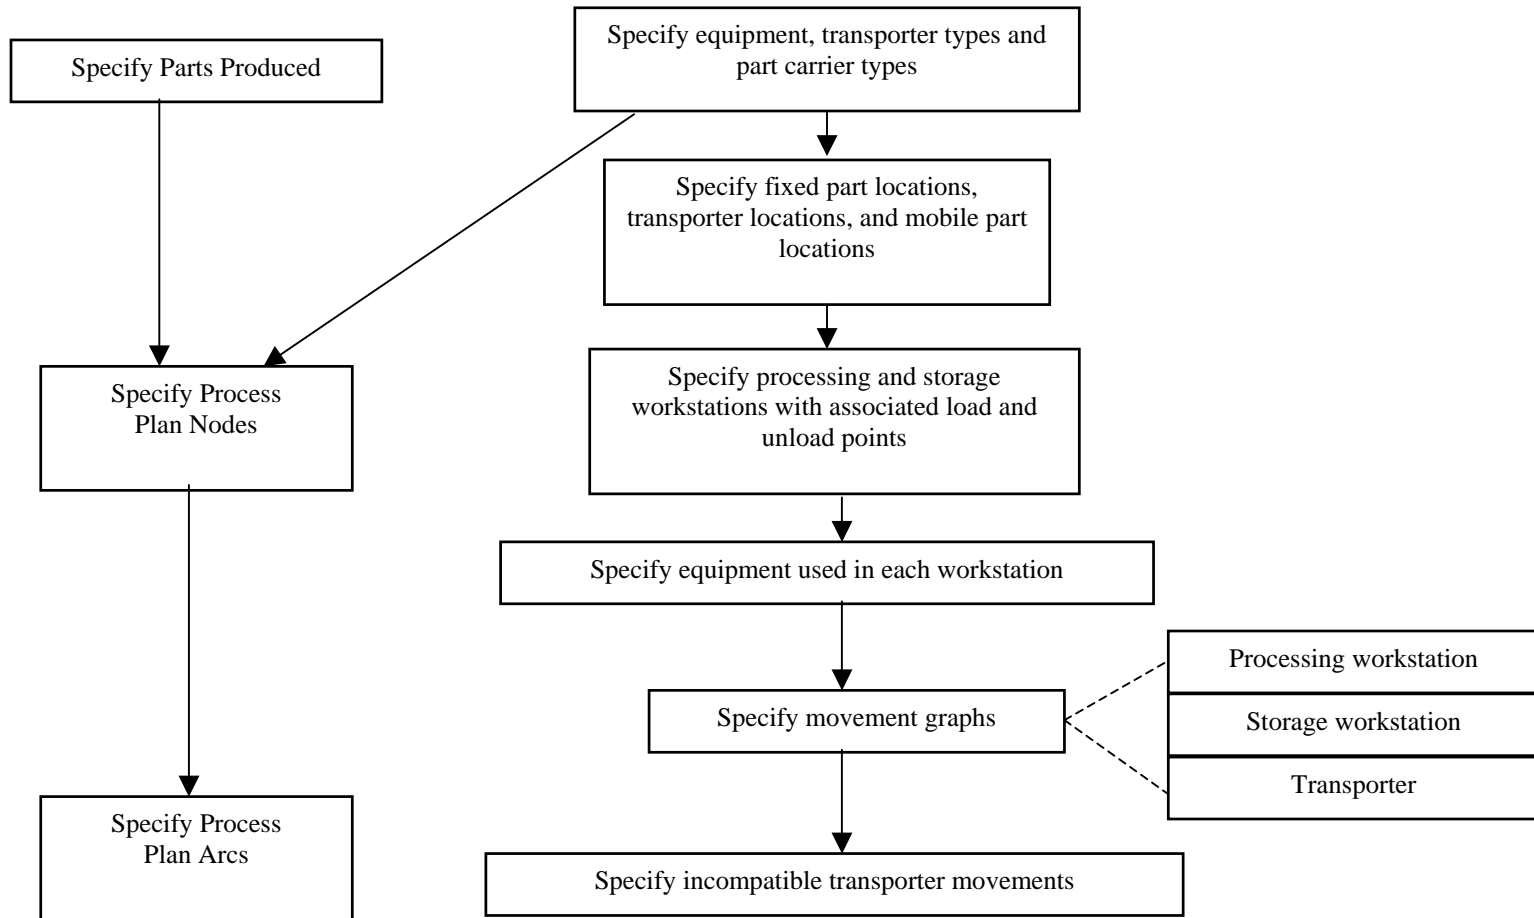 Specify Parts Produced
Specify equipment, transporter types and
part carrier types
Specify fixed part locations,
transporter locations, and mobile part
locations
Specify Process
Plan Nodes
Specify processing and storage
workstations with associated load and
unload points
Specify equipment used in each workstation
Specify movement graphs
Processing workstation
Storage workstation
Transporter
Specify Process
Plan Arcs
Specify incompatible transporter movements